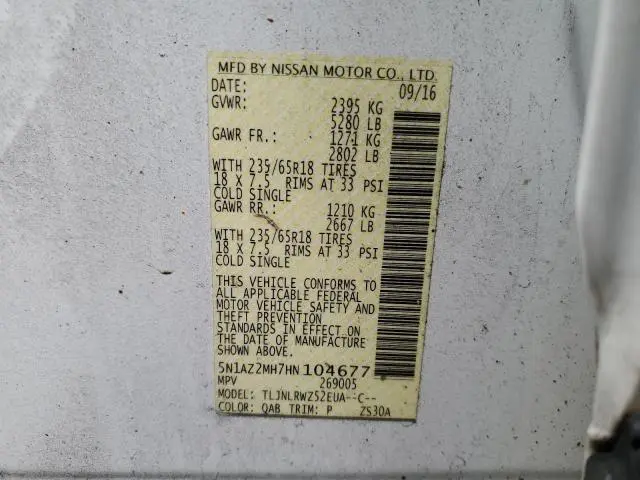 MFD BY NISSAN MOTOR CO., LTD.
DATE: 09/16
GVWR: 2395 KG
5280 LB
GAWR FR.: 1271 KG
2802 LB
WITH 235/65R18 TIRES
18 X 7.5 RIMS AT 33 PSI
COLD SINGLE
GAWR RR.: 1210 KG
2667 LB
WITH 235/65R18 TIRES
18 X 7.5 RIMS AT 33 PSI
COLD SINGLE
THIS VEHICLE CONFORMS TO
ALL APPLICABLE FEDERAL
MOTOR VEHICLE SAFETY AND
THEFT PREVENTION
STANDARDS IN EFFECT ON
THE DATE OF MANUFACTURE
SHOWN ABOVE.
5N1AZ2MH7HN104677
MPV 269005
MODEL: TLJNLRWZ52EUA--C--
COLOR: QAB TRIM: P ZS30A